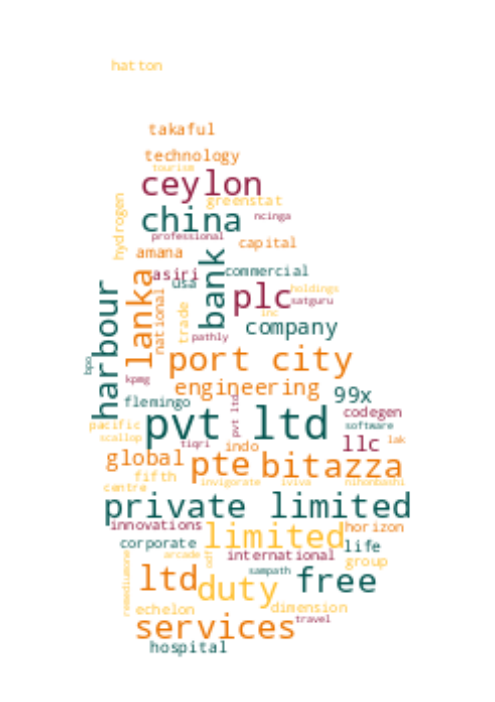 hatton
takaful
technology
tourism
ceylon
greenstat
hydrogen
china
ncinga
professional
capital
amana
bank
commercial
asiri
usa
lanka
national
harbour
plc
holdings
satguru
trade
inc
company
pathly
port city
bpo
kpmg
engineering
99x
flemingo
pvt ltd
codegen
pvt ltd
pacific
software
scallop
tiqri
indo
llc
lak
global
pte
bitazza
fifth
invigorate
iviva
nihonbashi
centre
private limited
innovations
limited
horizon
corporate
life
arcade
odf
international
group
remediumone
sampath
ltd
duty
free
echelon
dimension
services
travel
hospital